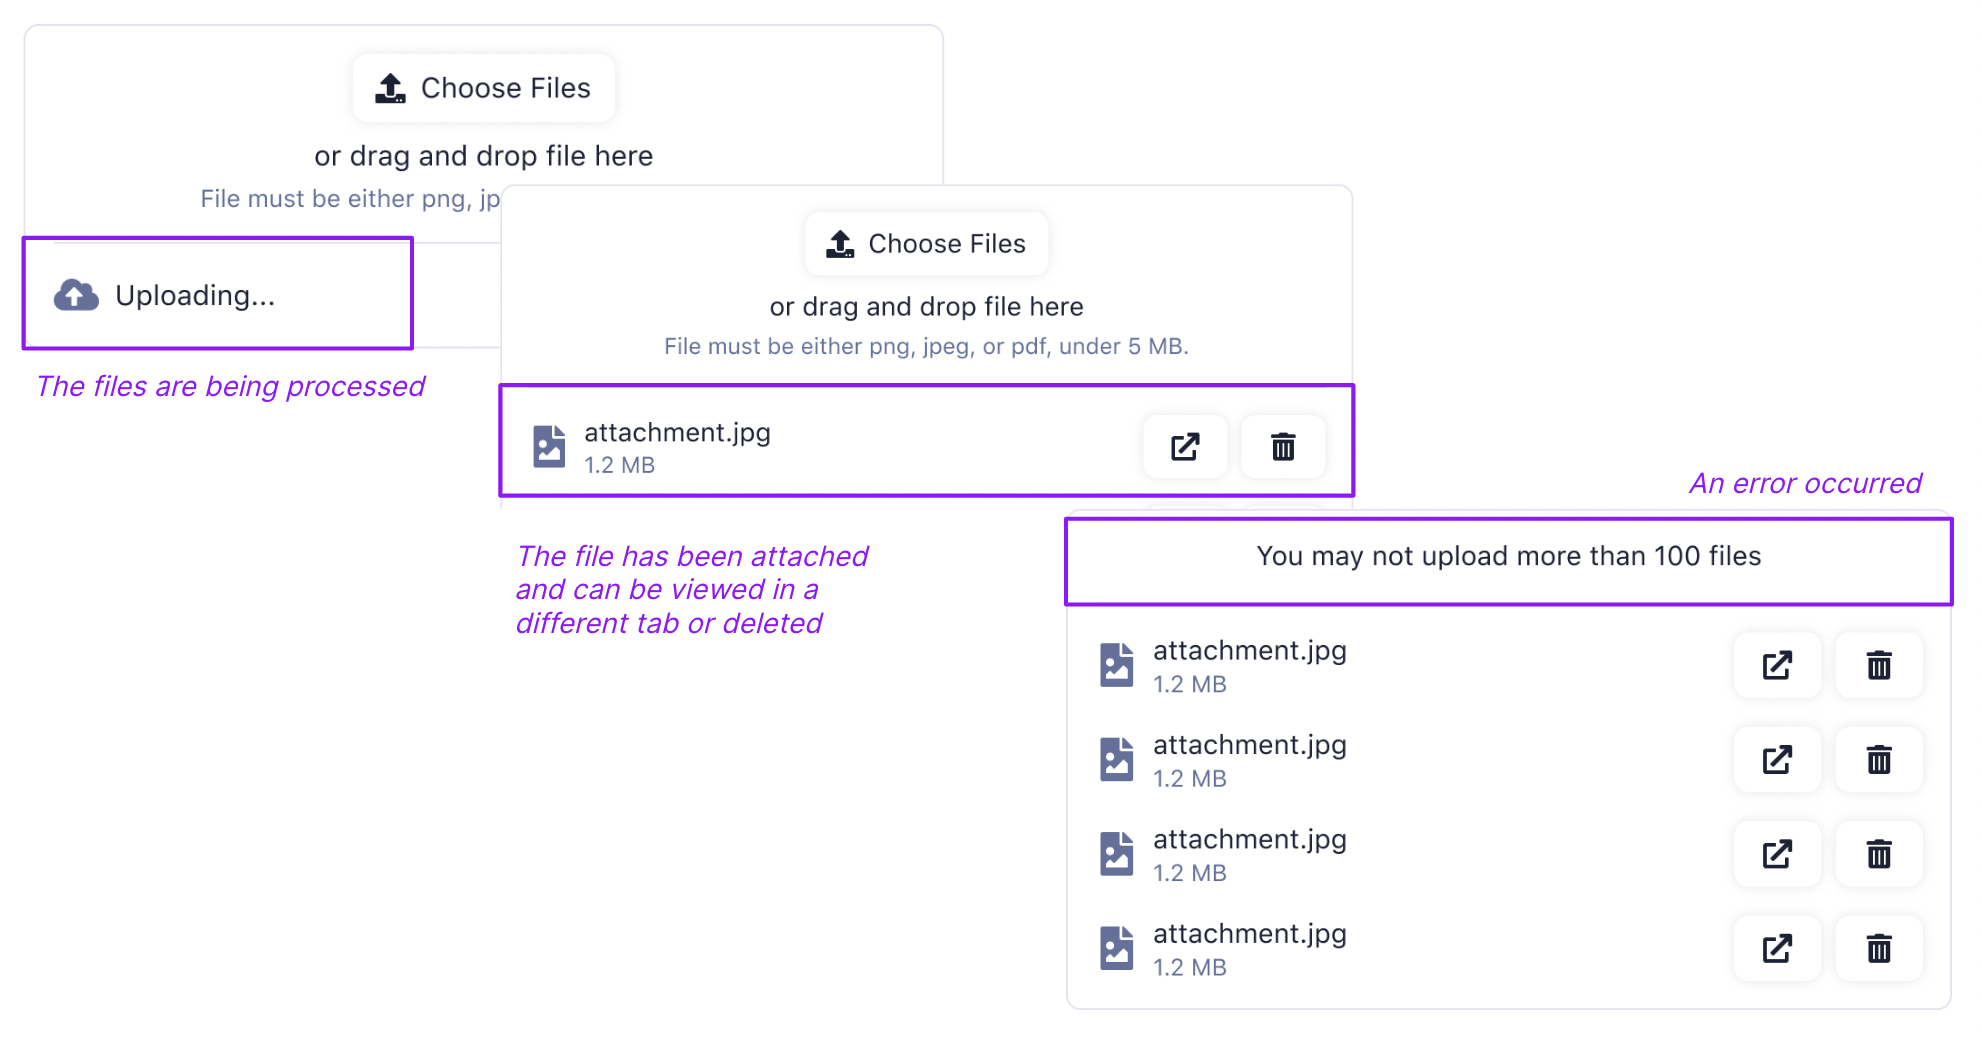 Choose Files
or drag and drop file here
File must be either png, jp
Uploading...
The files are being processed
Choose Files
or drag and drop file here
File must be either png, jpeg, or pdf, under 5 MB.
attachment.jpg
1.2 MB
The file has been attached
and can be viewed in a
different tab or deleted
An error occurred
You may not upload more than 100 files
attachment.jpg
1.2 MB
attachment.jpg
1.2 MB
attachment.jpg
1.2 MB
attachment.jpg
1.2 MB